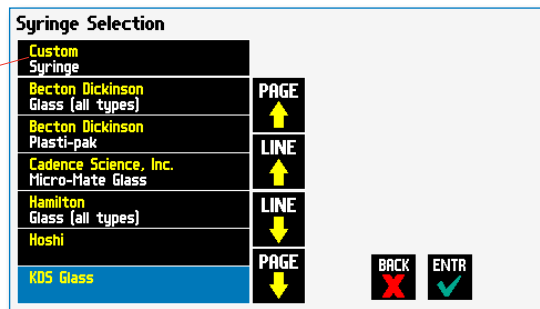 Syringe Selection
Custom
Syringe
Becton Dickinson
Glass (all types)
Becton Dickinson
Plasti-pak
Cadence Science, Inc.
Micro-Mate Glass
Hamilton
Glass (all types)
Hoshi
KDS Glass
PAGE
LINE
LINE
PAGE
BACK
ENTR